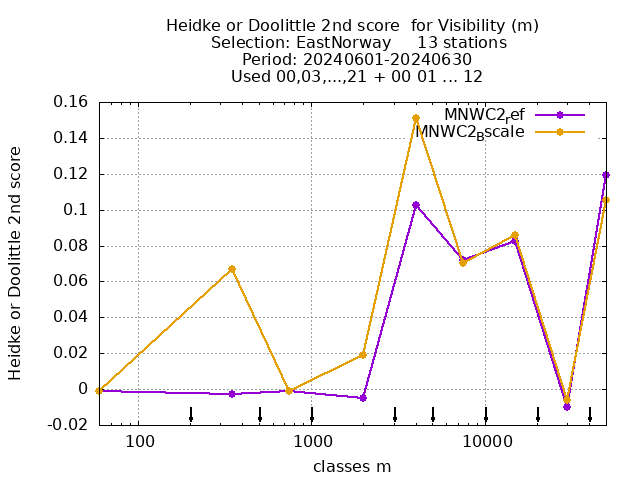 Heidke or Doolittle 2nd score  for Visibility (m)
Selection: EastNorway     13 stations
Period: 20240601-20240630
Used 00,03,...,21 + 00 01 ... 12
MNWC2ref
MNWC2Bscale
Heidke or Doolittle 2nd score
0.16
0.14
0.12
0.1
0.08
0.06
0.04
0.02
0
-0.02
100 1000 10000
classes m